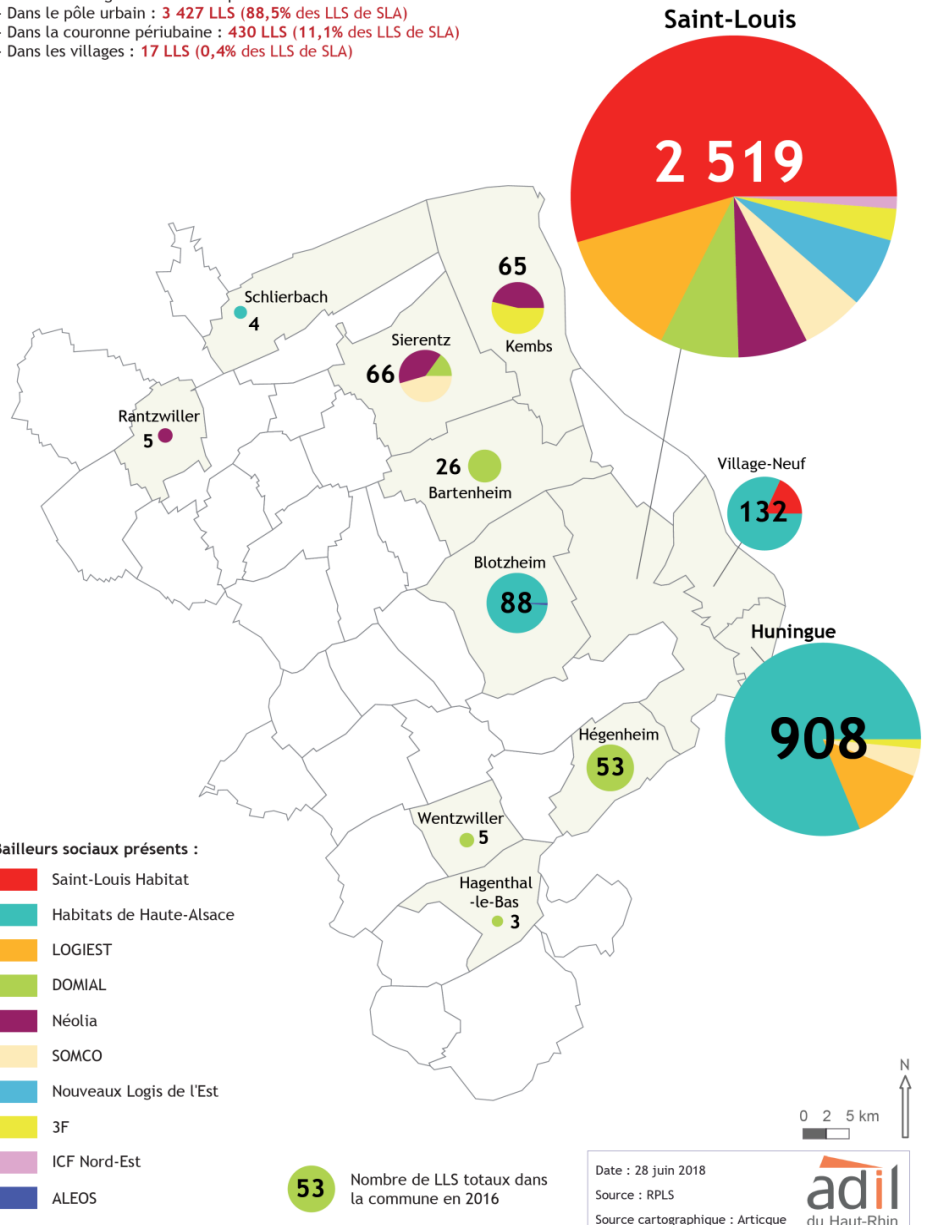 - Dans le pôle urbain : 3 427 LLS (88,5% des LLS de SLA)
- Dans la couronne périubaine : 430 LLS (11,1% des LLS de SLA)
- Dans les villages : 17 LLS (0,4% des LLS de SLA)
Saint-Louis
2 519
65
Kembs
Schlierbach
4
Sierentz
66
Rantzwiller
5
26
Bartenheim
Village-Neuf
132
Blotzheim
88
Huningue
908
Hégenheim
53
Wentzwiller
5
Hagenthal
-le-Bas
3
Bailleurs sociaux présents :
Saint-Louis Habitat
Habitats de Haute-Alsace
LOGIEST
DOMIAL
Néolia
SOMCO
Nouveaux Logis de l'Est
3F
ICF Nord-Est
ALEOS
53
Nombre de LLS totaux dans
la commune en 2016
N
0 2 5 km
Date : 28 juin 2018
Source : RPLS
Source cartographique : Articque
adil
du Haut-Rhin